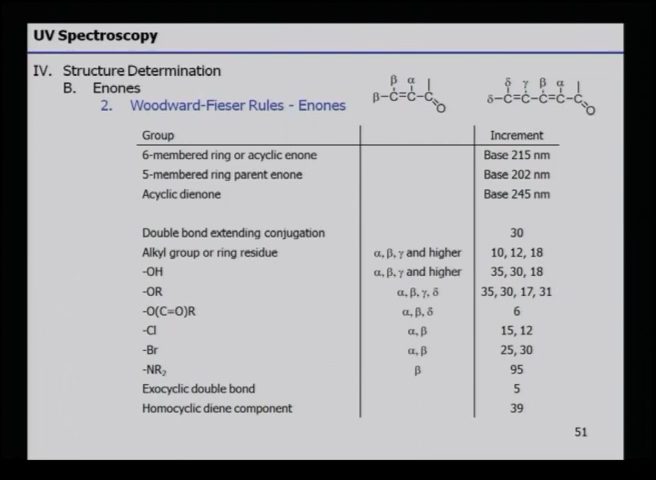 UV Spectroscopy
IV. Structure Determination
B. Enones
2. Woodward-Fieser Rules - Enones
β α
β-C=C-C
O
δ γ β α
δ-C=C-C=C-C
O
Group Increment
6-membered ring or acyclic enone Base 215 nm
5-membered ring parent enone Base 202 nm
Acyclic dienone Base 245 nm
Double bond extending conjugation 30
Alkyl group or ring residue α, β, γ and higher 10, 12, 18
-OH α, β, γ and higher 35, 30, 18
-OR α, β, γ, δ 35, 30, 17, 31
-O(C=O)R α, β, δ 6
-Cl α, β 15, 12
-Br α, β 25, 30
-NR₂ β 95
Exocyclic double bond 5
Homocyclic diene component 39
51